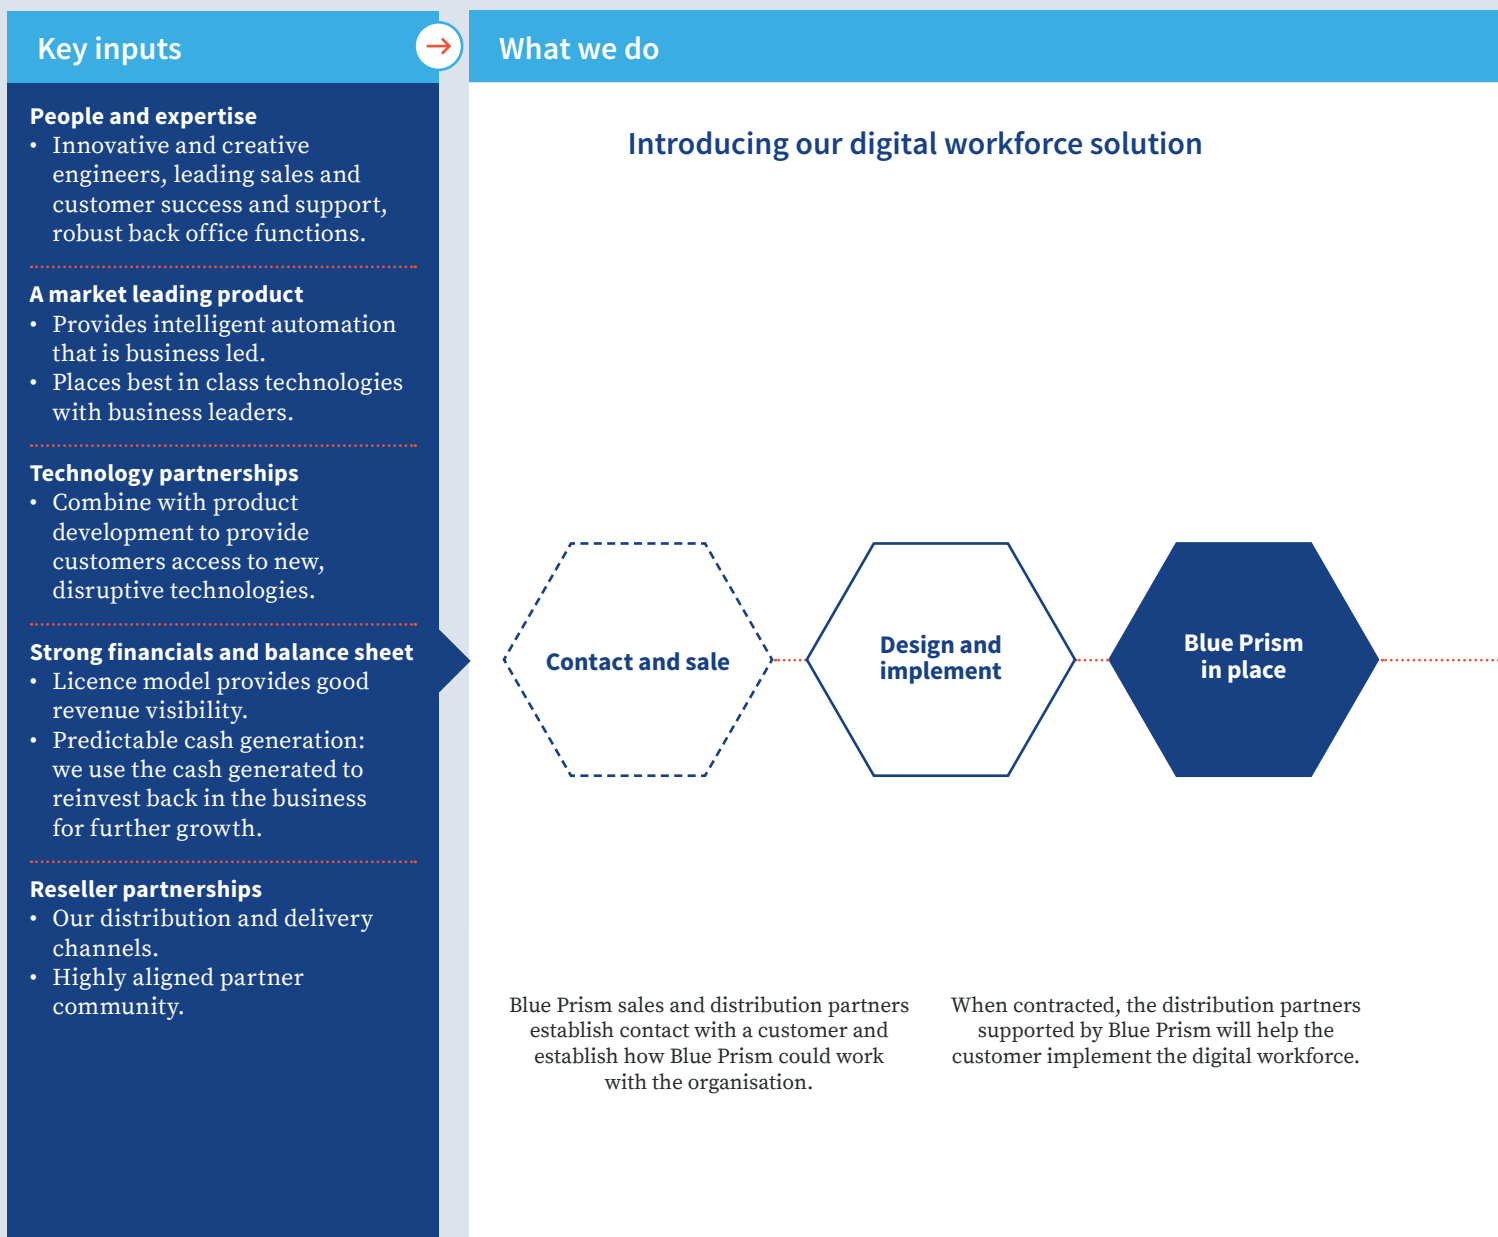 Key inputs
People and expertise
• Innovative and creative
engineers, leading sales and
customer success and support,
robust back office functions.
A market leading product
• Provides intelligent automation
that is business led.
• Places best in class technologies
with business leaders.
Technology partnerships
• Combine with product
development to provide
customers access to new,
disruptive technologies.
Strong financials and balance sheet
• Licence model provides good
revenue visibility.
• Predictable cash generation:
we use the cash generated to
reinvest back in the business
for further growth.
Reseller partnerships
• Our distribution and delivery
channels.
• Highly aligned partner
community.
What we do
Introducing our digital workforce solution
Contact and sale
Design and
implement
Blue Prism
in place
Blue Prism sales and distribution partners
establish contact with a customer and
establish how Blue Prism could work
with the organisation.
When contracted, the distribution partners
supported by Blue Prism will help the
customer implement the digital workforce.